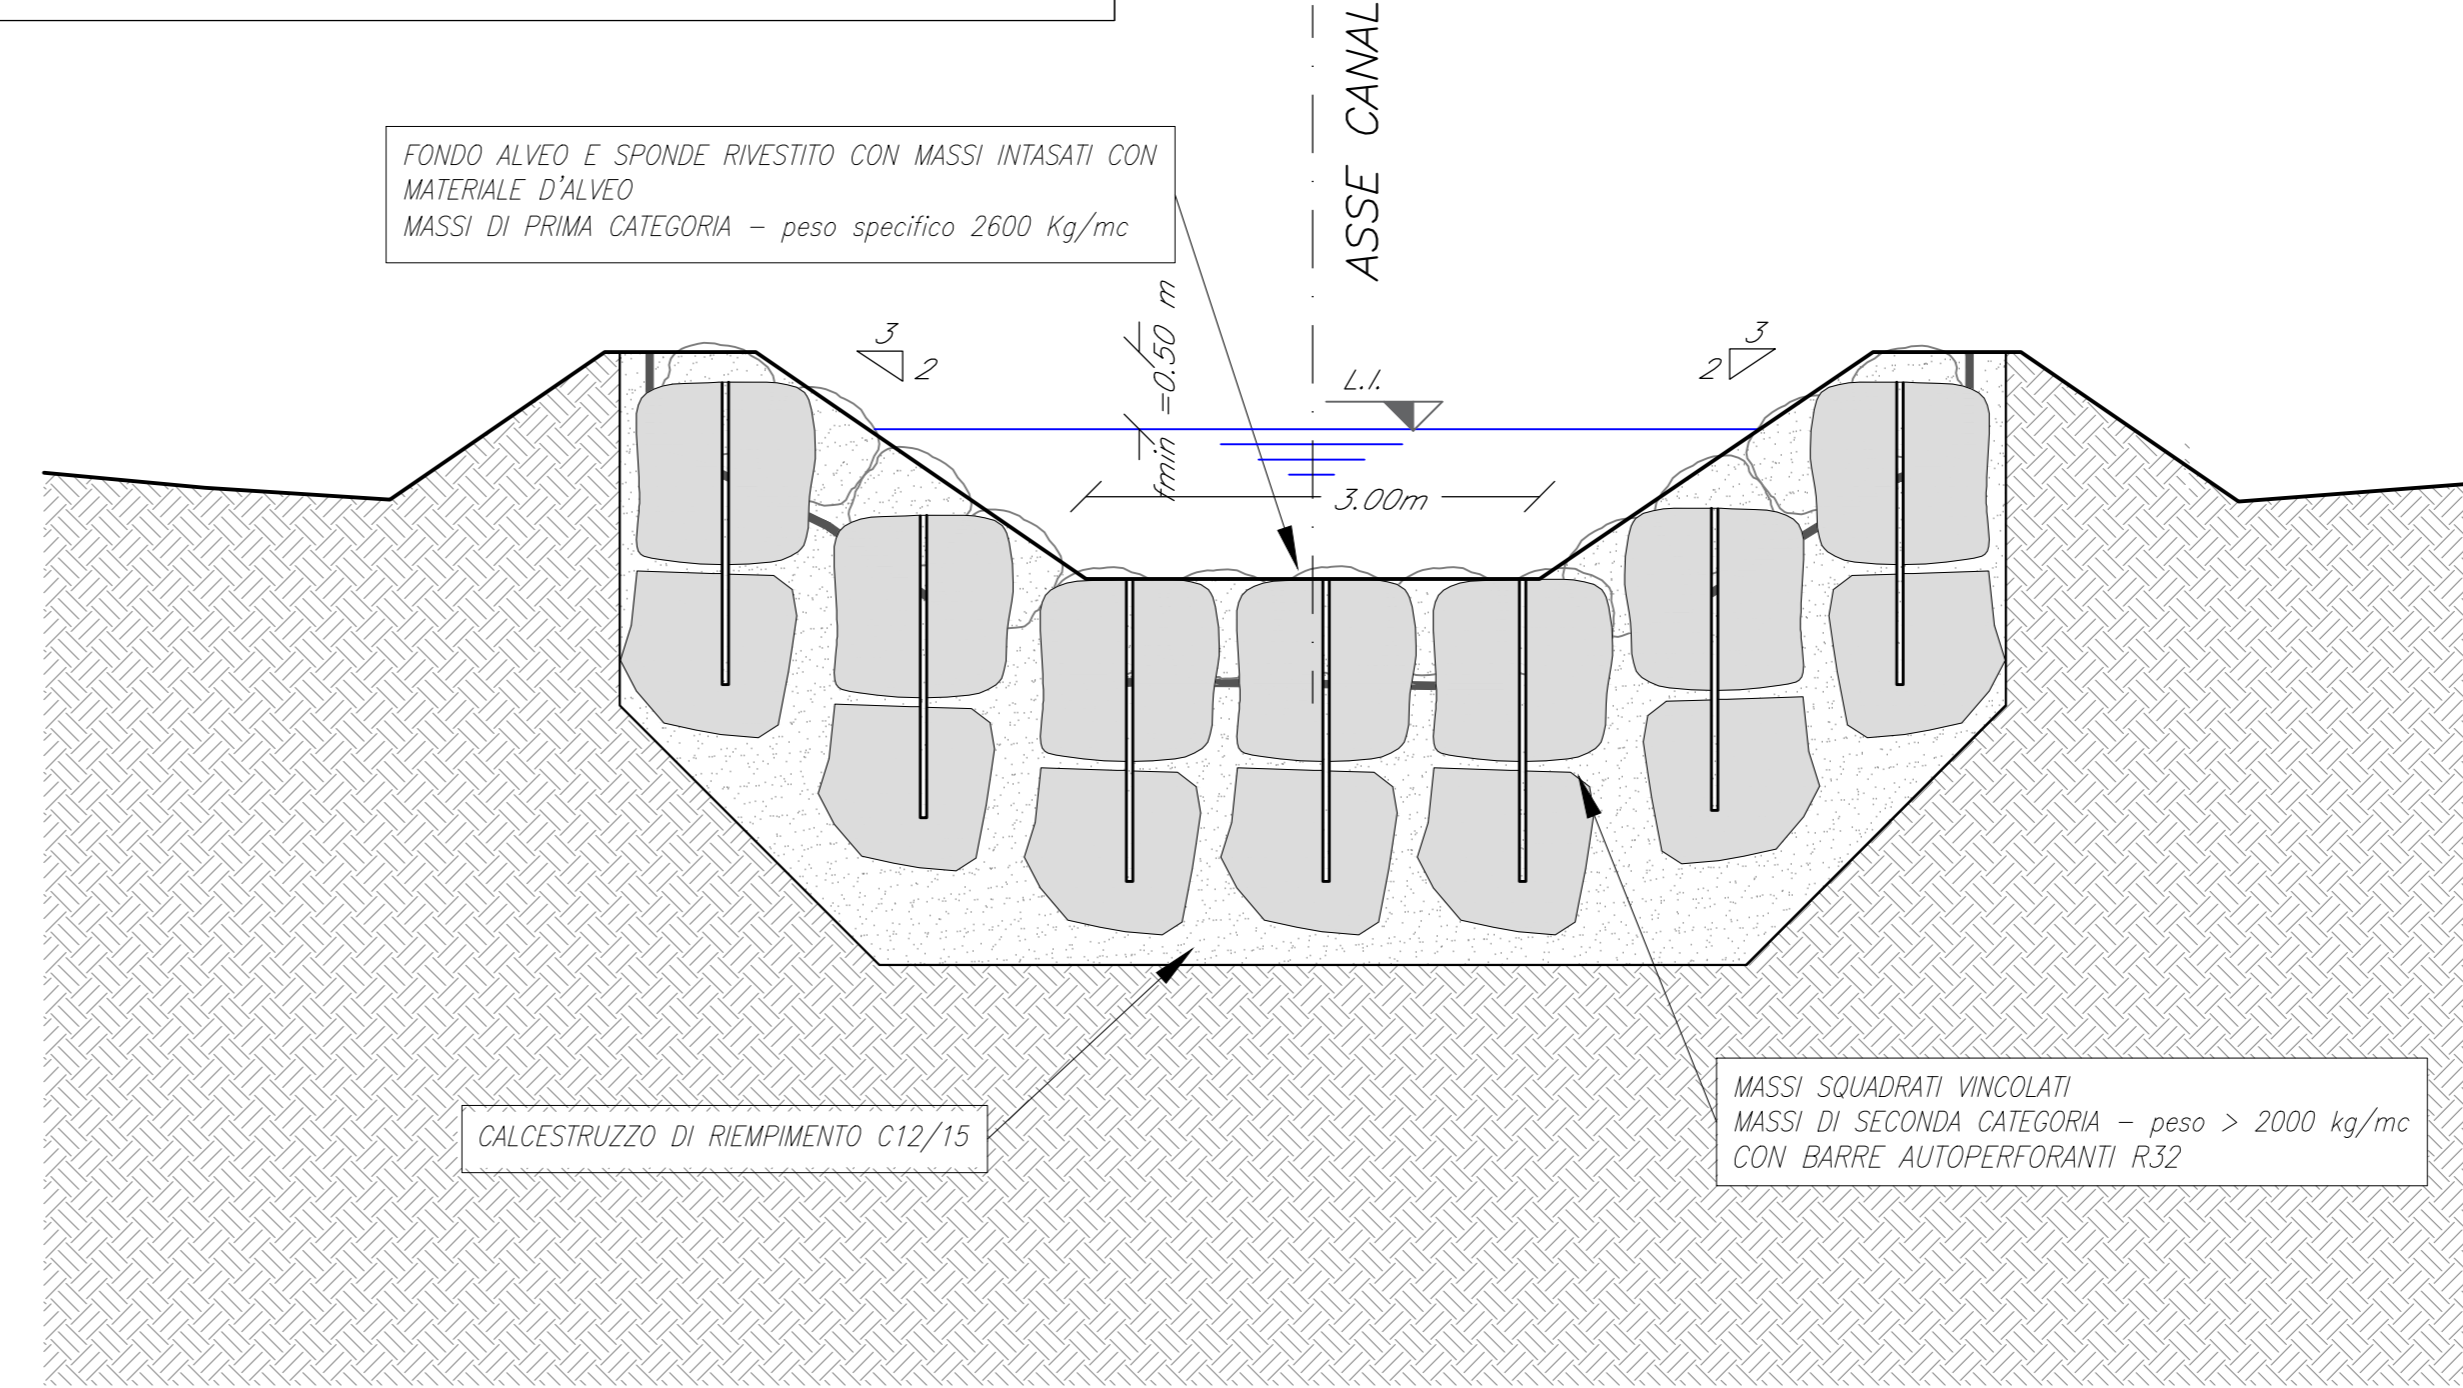 ASSE CANAL
FONDO ALVEO E SPONDE RIVESTITO CON MASSI INTASATI CON
MATERIALE D'ALVEO
MASSI DI PRIMA CATEGORIA – peso specifico 2600 Kg/mc
fmin =0.50 m
3
2
3
2
L.I.
3.00m
CALCESTRUZZO DI RIEMPIMENTO C12/15
MASSI SQUADRATI VINCOLATI
MASSI DI SECONDA CATEGORIA – peso > 2000 kg/mc
CON BARRE AUTOPERFORANTI R32